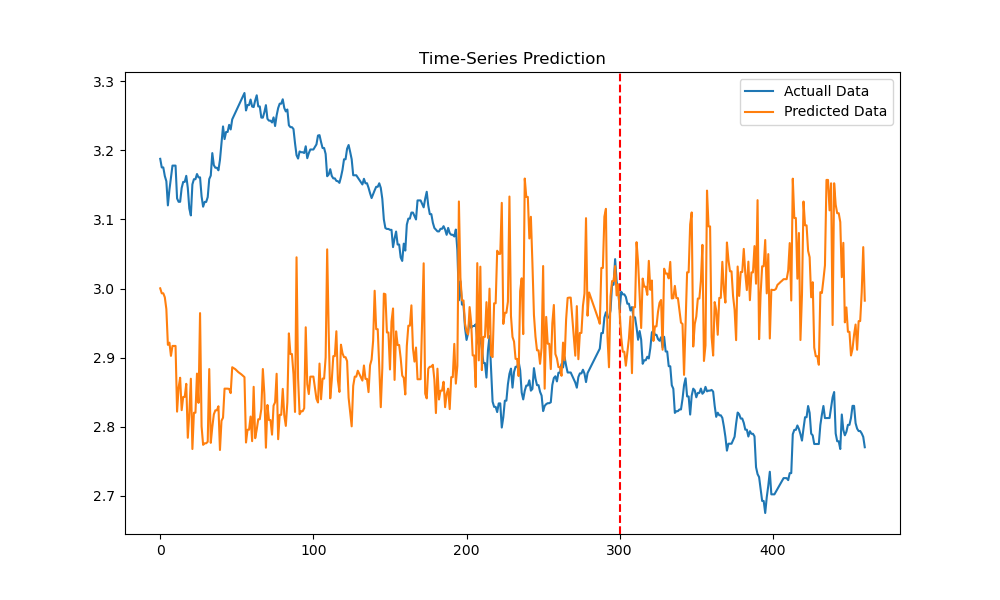 Time-Series Prediction
Actuall Data
Predicted Data
3.3
3.2
3.1
3.0
2.9
2.8
2.7
0 100 200 300 400